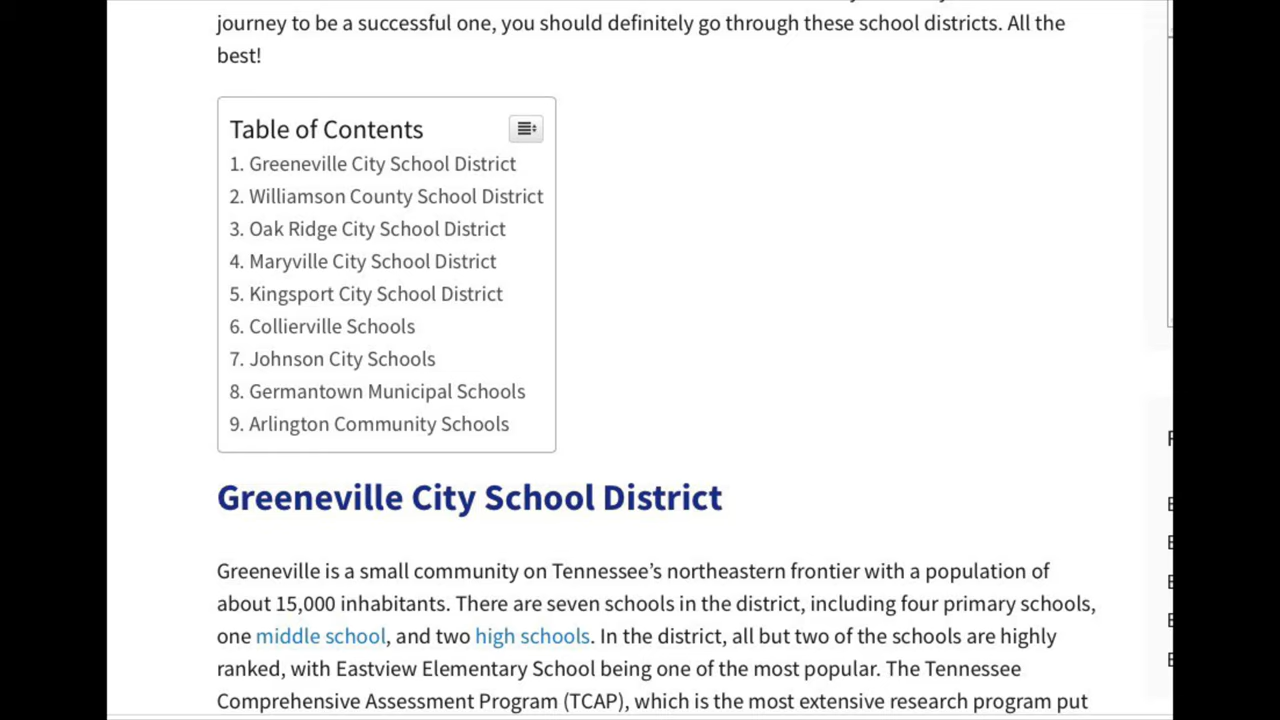 journey to be a successful one, you should definitely go through these school districts. All the
best!
Table of Contents
1. Greeneville City School District
2. Williamson County School District
3. Oak Ridge City School District
4. Maryville City School District
5. Kingsport City School District
6. Collierville Schools
7. Johnson City Schools
8. Germantown Municipal Schools
9. Arlington Community Schools
Greeneville City School District
Greeneville is a small community on Tennessee’s northeastern frontier with a population of
about 15,000 inhabitants. There are seven schools in the district, including four primary schools,
one middle school, and two high schools. In the district, all but two of the schools are highly
ranked, with Eastview Elementary School being one of the most popular. The Tennessee
Comprehensive Assessment Program (TCAP), which is the most extensive research program put